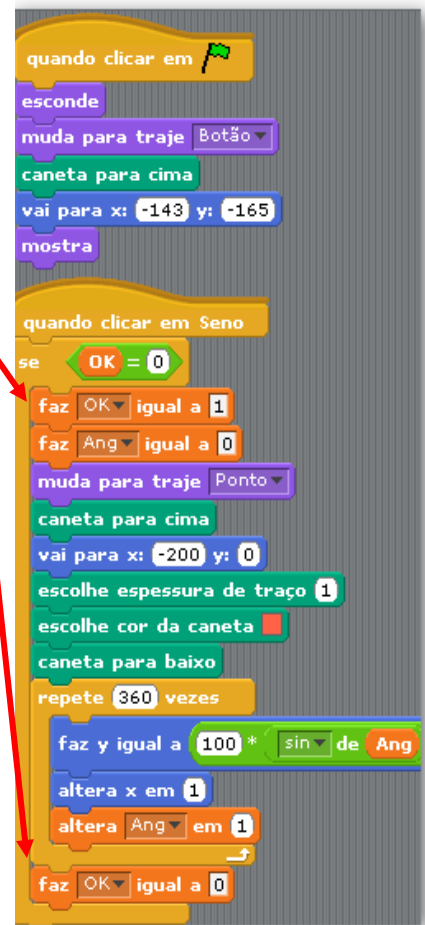 quando clicar em
esconde
muda para traje Botão
caneta para cima
vai para x: -143 y: -165
mostra
quando clicar em Seno
se OK = 0
faz OK igual a 1
faz Ang igual a 0
muda para traje Ponto
caneta para cima
vai para x: -200 y: 0
escolhe espessura de traço 1
escolhe cor da caneta
caneta para baixo
repete 360 vezes
faz y igual a 100 * sin de Ang
altera x em 1
altera Ang em 1
faz OK igual a 0